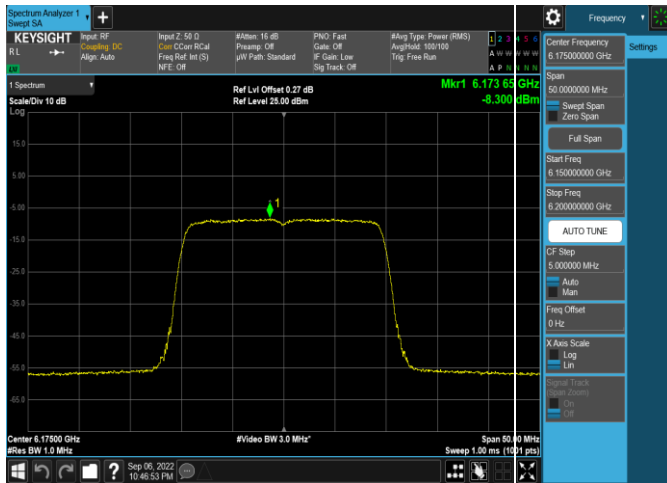 Spectrum Analyzer 1
Swept SA
+
Frequency
KEYSIGHT
RL
LV
Input: RF
Coupling: DC
Align: Auto
Input Z: 50 Ω
Corr CCorr RCal
Freq Ref: Int (S)
NFE: Off
#Atten: 16 dB
Preamp: Off
µW Path: Standard
PNO: Fast
Gate: Off
IF Gain: Low
Sig Track: Off
#Avg Type: Power (RMS)
Avg|Hold: 100/100
Trig: Free Run
1 2 3 4 5 6
A W W W W W
A P N N N N
1 Spectrum
Scale/Div 10 dB
Log
Ref Lvl Offset 0.27 dB
Ref Level 25.00 dBm
Mkr1 6.173 65 GHz
-8.300 dBm
15.0
5.00
-5.00
-15.0
-25.0
-35.0
-45.0
-55.0
-65.0
1
Center 6.17500 GHz
#Res BW 1.0 MHz
#Video BW 3.0 MHz*
Span 50.00 MHz
Sweep 1.00 ms (1001 pts)
Sep 06, 2022
10:46:53 PM
?
Center Frequency
6.175000000 GHz
Settings
Span
50.0000000 MHz
Swept Span
Zero Span
Full Span
Start Freq
6.150000000 GHz
Stop Freq
6.200000000 GHz
AUTO TUNE
CF Step
5.000000 MHz
Auto
Man
Freq Offset
0 Hz
X Axis Scale
Log
Lin
Signal Track
(Span Zoom)
On
Off